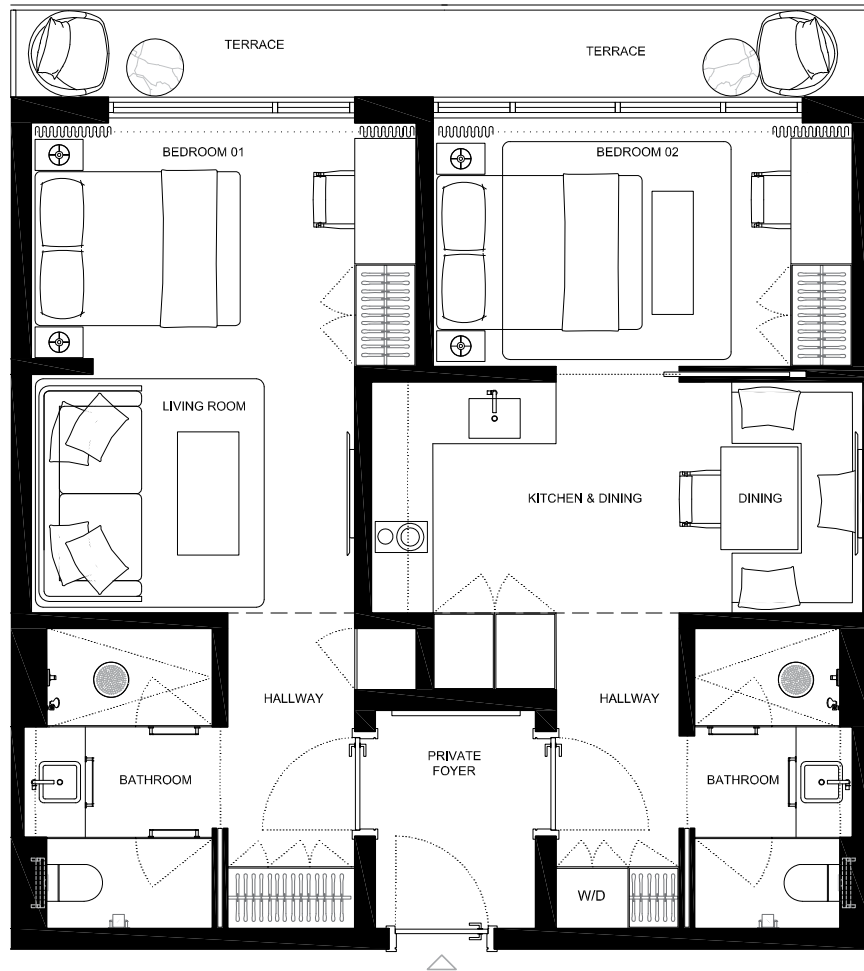 TERRACE
TERRACE
BEDROOM 01
BEDROOM 02
LIVING ROOM
KITCHEN & DINING
DINING
HALLWAY
HALLWAY
PRIVATE
FOYER
BATHROOM
BATHROOM
W/D